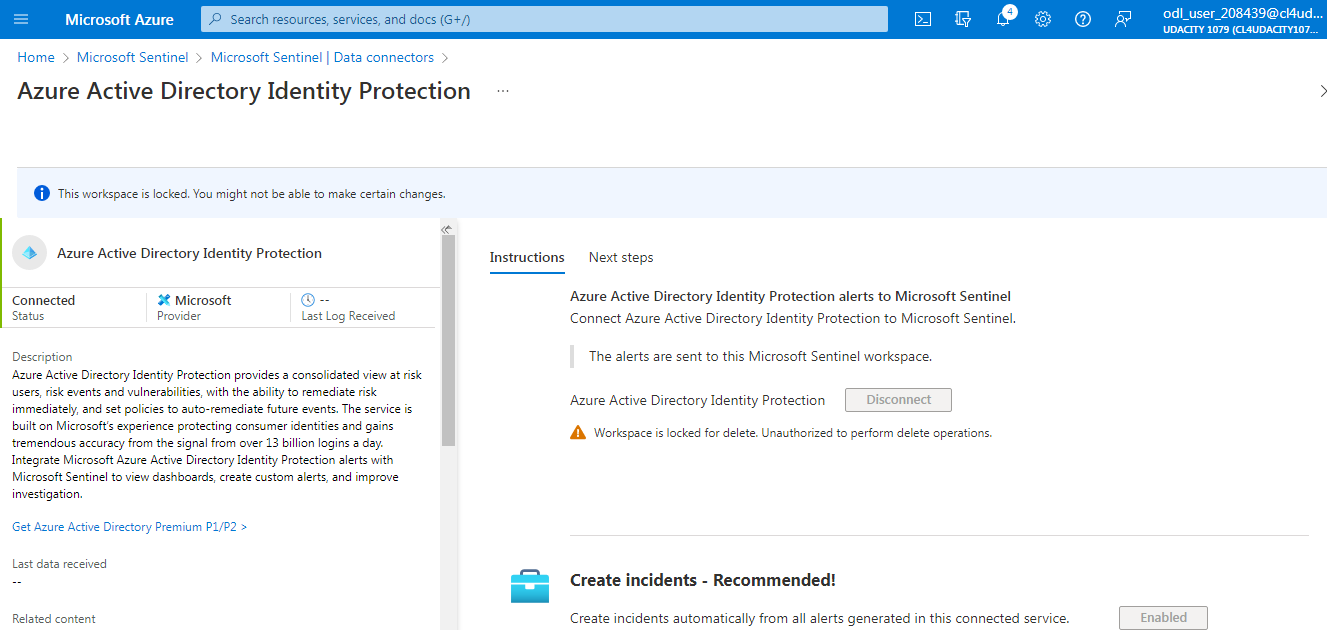 Microsoft Azure
Search resources, services, and docs (G+/)
4
odl_user_208439@cl4ud...
UDACITY 1079 (CL4UDACITY107...
Home > Microsoft Sentinel > Microsoft Sentinel | Data connectors >
Azure Active Directory Identity Protection ...
This workspace is locked. You might not be able to make certain changes.
Azure Active Directory Identity Protection
Connected
Status
Microsoft
Provider
--
Last Log Received
Description
Azure Active Directory Identity Protection provides a consolidated view at risk
users, risk events and vulnerabilities, with the ability to remediate risk
immediately, and set policies to auto-remediate future events. The service is
built on Microsoft's experience protecting consumer identities and gains
tremendous accuracy from the signal from over 13 billion logins a day.
Integrate Microsoft Azure Active Directory Identity Protection alerts with
Microsoft Sentinel to view dashboards, create custom alerts, and improve
investigation.
Get Azure Active Directory Premium P1/P2 >
Last data received
--
Related content
Instructions
Next steps
Azure Active Directory Identity Protection alerts to Microsoft Sentinel
Connect Azure Active Directory Identity Protection to Microsoft Sentinel.
The alerts are sent to this Microsoft Sentinel workspace.
Azure Active Directory Identity Protection
Disconnect
Workspace is locked for delete. Unauthorized to perform delete operations.
Create incidents - Recommended!
Create incidents automatically from all alerts generated in this connected service.
Enabled